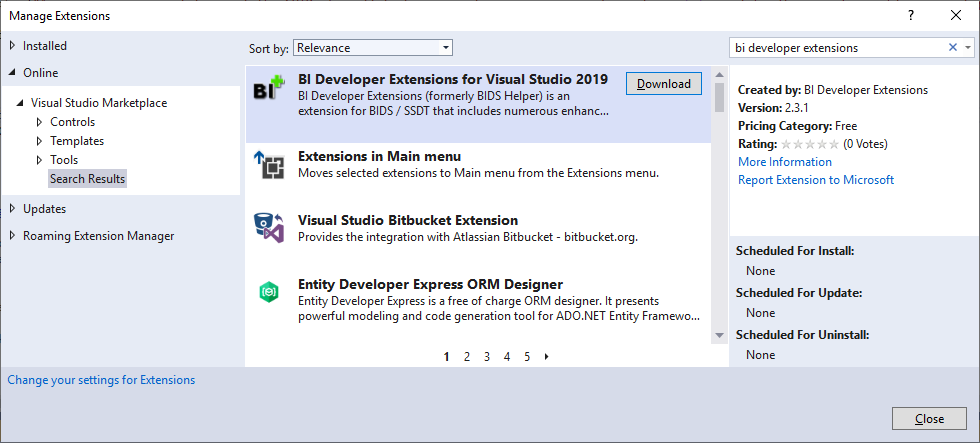 Manage Extensions
?
Installed
Online
Visual Studio Marketplace
Controls
Templates
Tools
Search Results
Updates
Roaming Extension Manager
Sort by: Relevance
BI
BI Developer Extensions for Visual Studio 2019
BI Developer Extensions (formerly BIDS Helper) is an
extension for BIDS / SSDT that includes numerous enhanc...
Download
Extensions in Main menu
Moves selected extensions to Main menu from the Extensions menu.
Visual Studio Bitbucket Extension
Provides the integration with Atlassian Bitbucket - bitbucket.org.
Entity Developer Express ORM Designer
Entity Developer Express is a free of charge ORM designer. It presents
powerful modeling and code generation tool for ADO.NET Entity Framewo...
1 2 3 4 5
bi developer extensions
Created by: BI Developer Extensions
Version: 2.3.1
Pricing Category: Free
Rating: (0 Votes)
More Information
Report Extension to Microsoft
Scheduled For Install:
None
Scheduled For Update:
None
Scheduled For Uninstall:
None
Change your settings for Extensions
Close